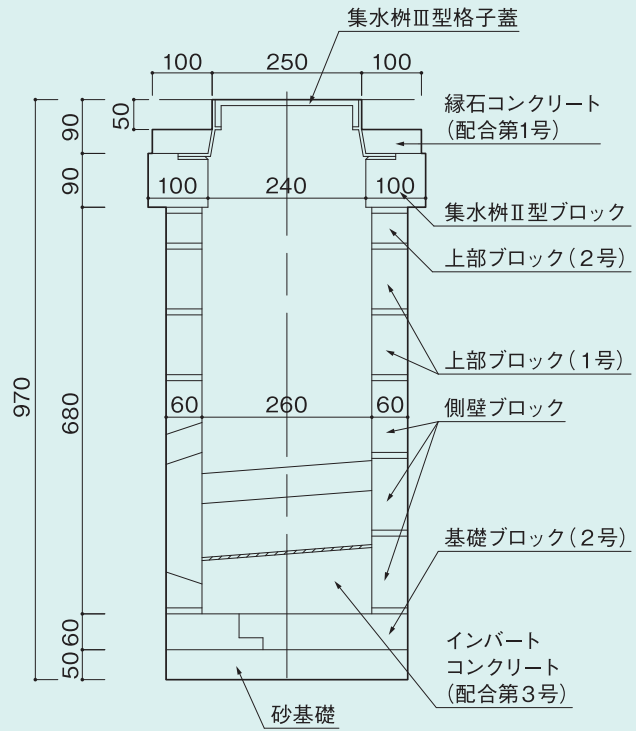 集水桝Ⅲ型格子蓋
100
250
100
縁石コンクリート
(配合第1号)
50
90
90
100
240
100
集水桝Ⅱ型ブロック
上部ブロック(2号)
上部ブロック(1号)
970
680
60
260
60
側壁ブロック
基礎ブロック(2号)
60
50
インバート
コンクリート
(配合第3号)
砂基礎